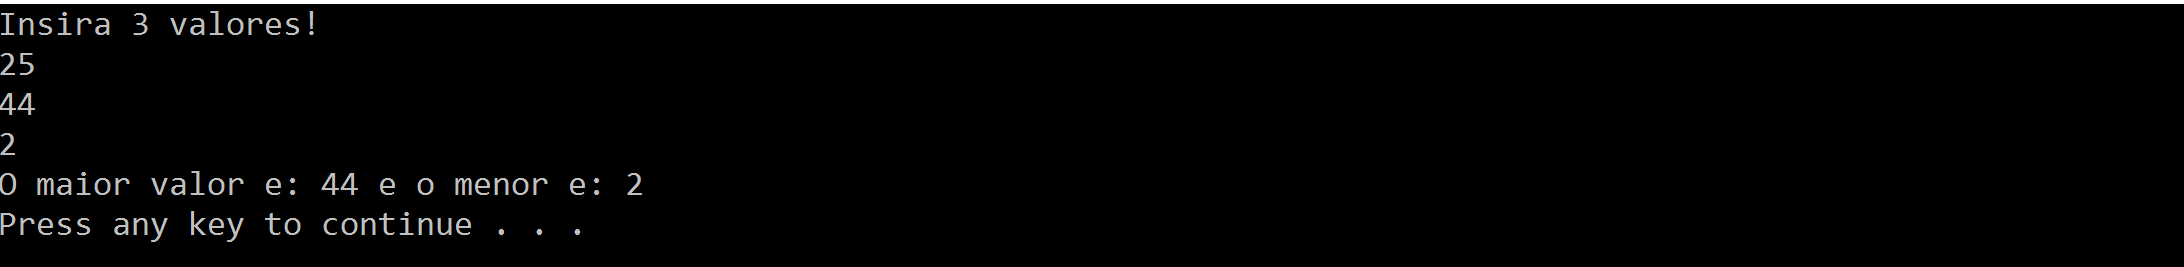 Insira 3 valores!
25
44
2
O maior valor e: 44 e o menor e: 2
Press any key to continue . . .